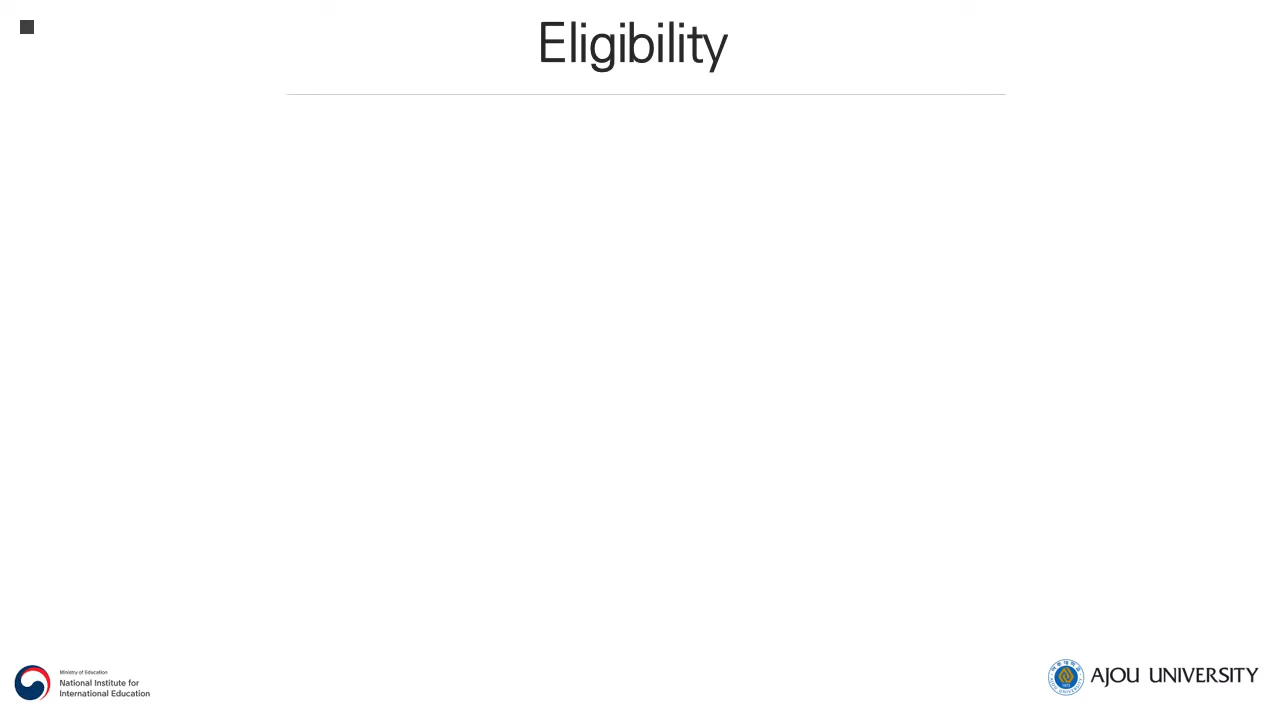 Eligibility
Ministry of Education
National Institute for
International Education
AJOU UNIVERSITY